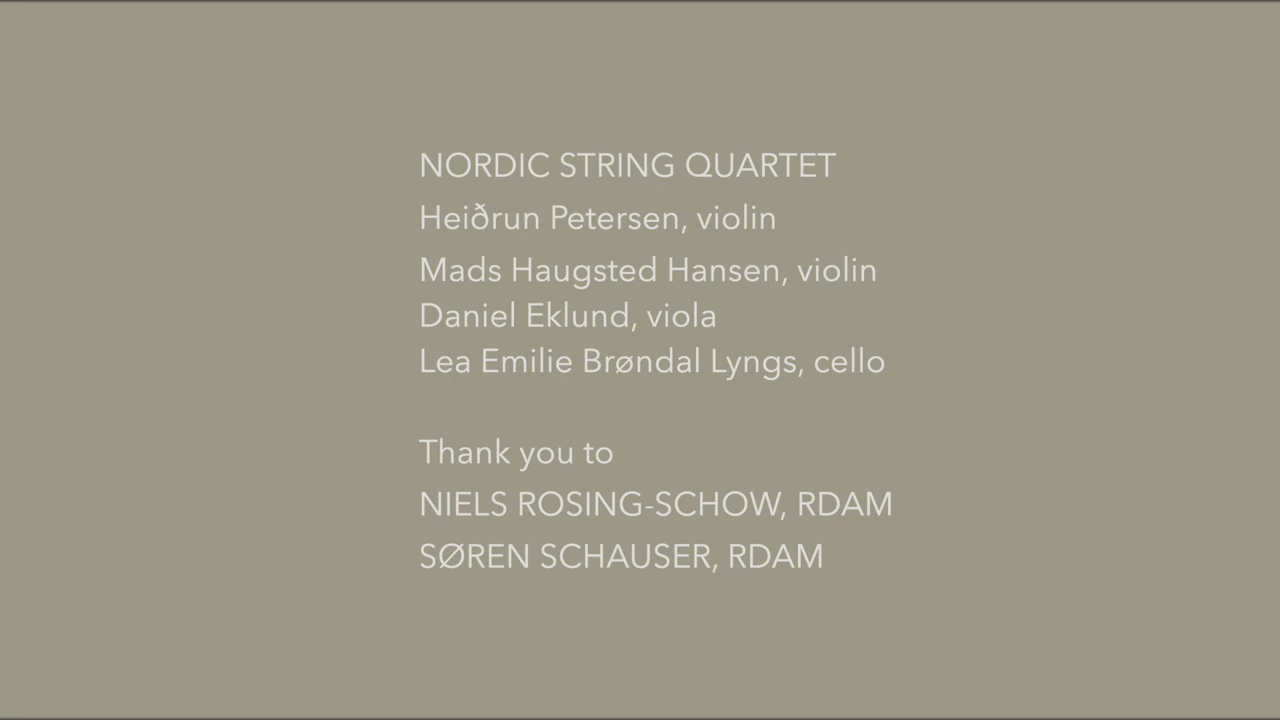 NORDIC STRING QUARTET
Heiðrun Petersen, violin
Mads Haugsted Hansen, violin
Daniel Eklund, viola
Lea Emilie Brøndal Lyngs, cello
Thank you to
NIELS ROSING-SCHOW, RDAM
SØREN SCHAUSER, RDAM